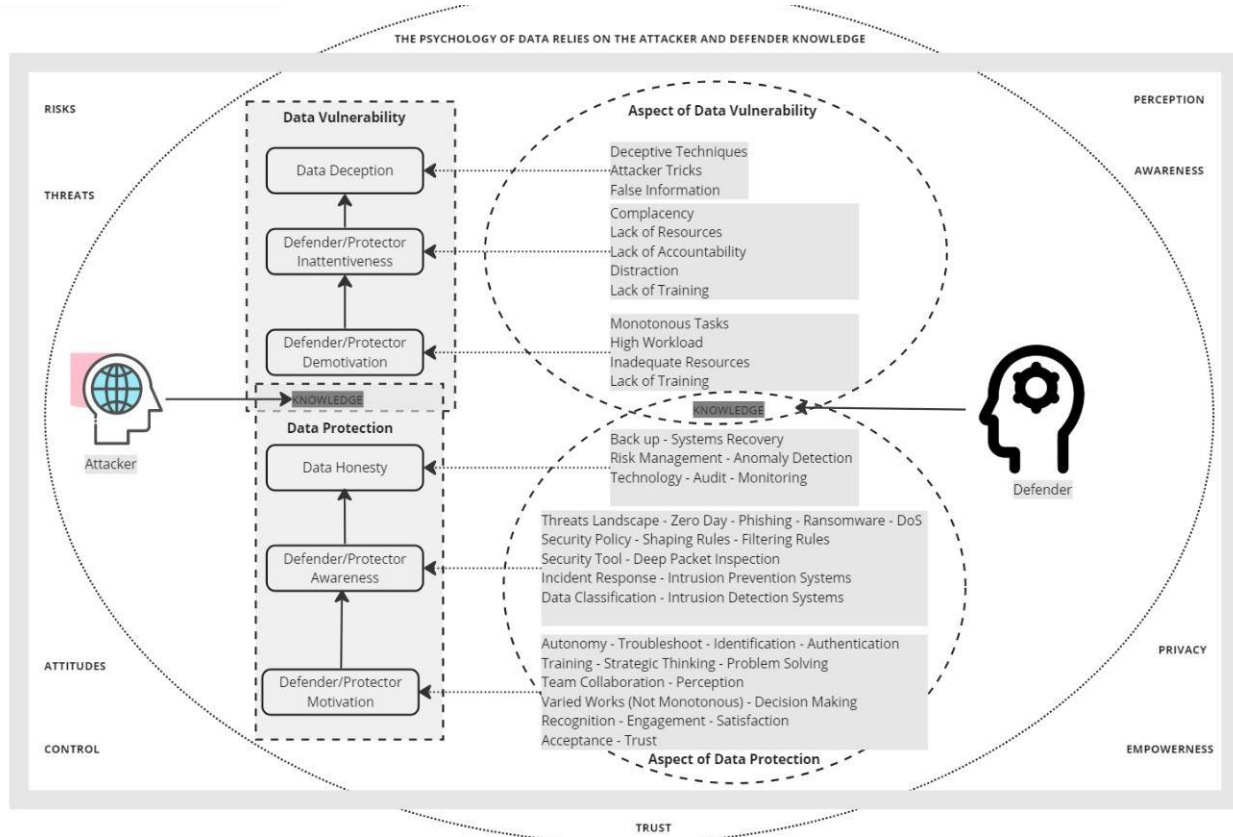 THE PSYCHOLOGY OF DATA RELIES ON THE ATTACKER AND DEFENDER KNOWLEDGE
RISKS
THREATS
ATTITUDES
CONTROL
Attacker
Data Vulnerability
Data Deception
Defender/Protector
Inattentiveness
Defender/Protector
Demotivation
KNOWLEDGE
Data Protection
Data Honesty
Defender/Protector
Awareness
Defender/Protector
Motivation
Aspect of Data Vulnerability
Deceptive Techniques
Attacker Tricks
False Information
Complacency
Lack of Resources
Lack of Accountability
Distraction
Lack of Training
Monotonous Tasks
High Workload
Inadequate Resources
Lack of Training
KNOWLEDGE
Back up - Systems Recovery
Risk Management - Anomaly Detection
Technology - Audit - Monitoring
Threats Landscape - Zero Day - Phishing - Ransomware - DoS
Security Policy - Shaping Rules - Filtering Rules
Security Tool - Deep Packet Inspection
Incident Response - Intrusion Prevention Systems
Data Classification - Intrusion Detection Systems
Autonomy - Troubleshoot - Identification - Authentication
Training - Strategic Thinking - Problem Solving
Team Collaboration - Perception
Varied Works (Not Monotonous) - Decision Making
Recognition - Engagement - Satisfaction
Acceptance - Trust
Aspect of Data Protection
PERCEPTION
AWARENESS
Defender
PRIVACY
EMPOWERNESS
TRUST